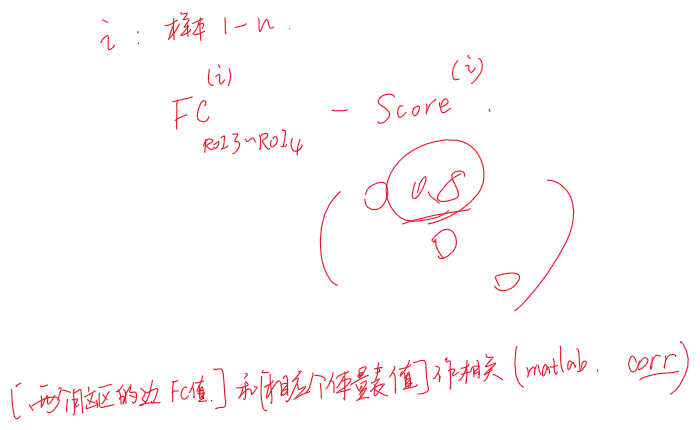 i : 样本 1-n.
FC(i) ROI3~ROI4 - Score(i).
0 0.8
0
0
[两个脑区的边FC值.]和[相应个体量表值]作相关(matlab. corr)